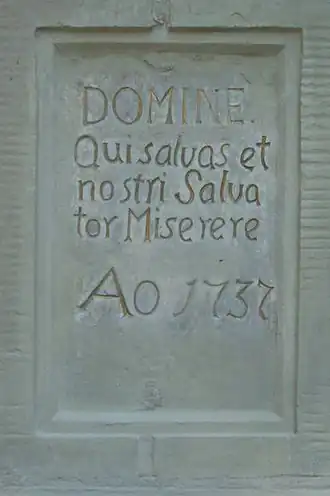 DOMINE.
Qui salvas et
nostri Salva
tor Miserere
Ao 1737